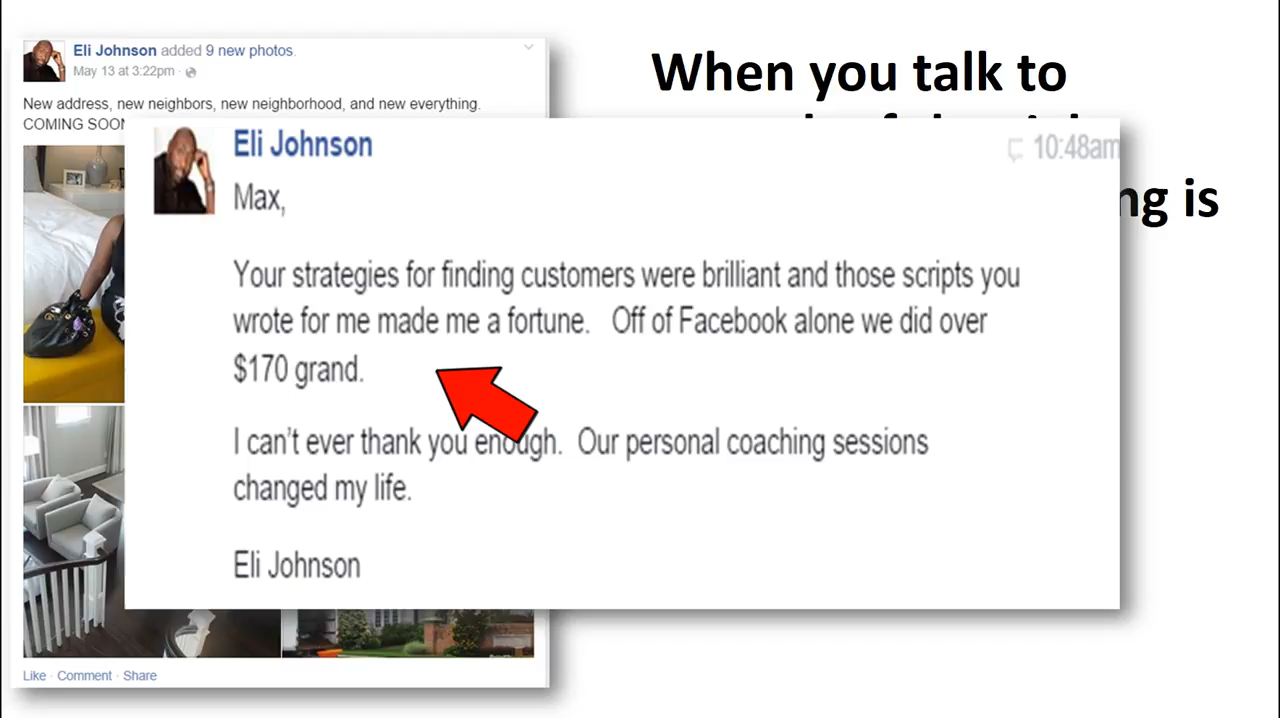 Eli Johnson added 9 new photos.
May 13 at 3:22pm ·
New address, new neighbors, new neighborhood, and new everything.
COMING SOON
When you talk to
ng is
Eli Johnson
10:48am
Max,
Your strategies for finding customers were brilliant and those scripts you
wrote for me made me a fortune. Off of Facebook alone we did over
$170 grand.
I can't ever thank you enough. Our personal coaching sessions
changed my life.
Eli Johnson
Like · Comment · Share